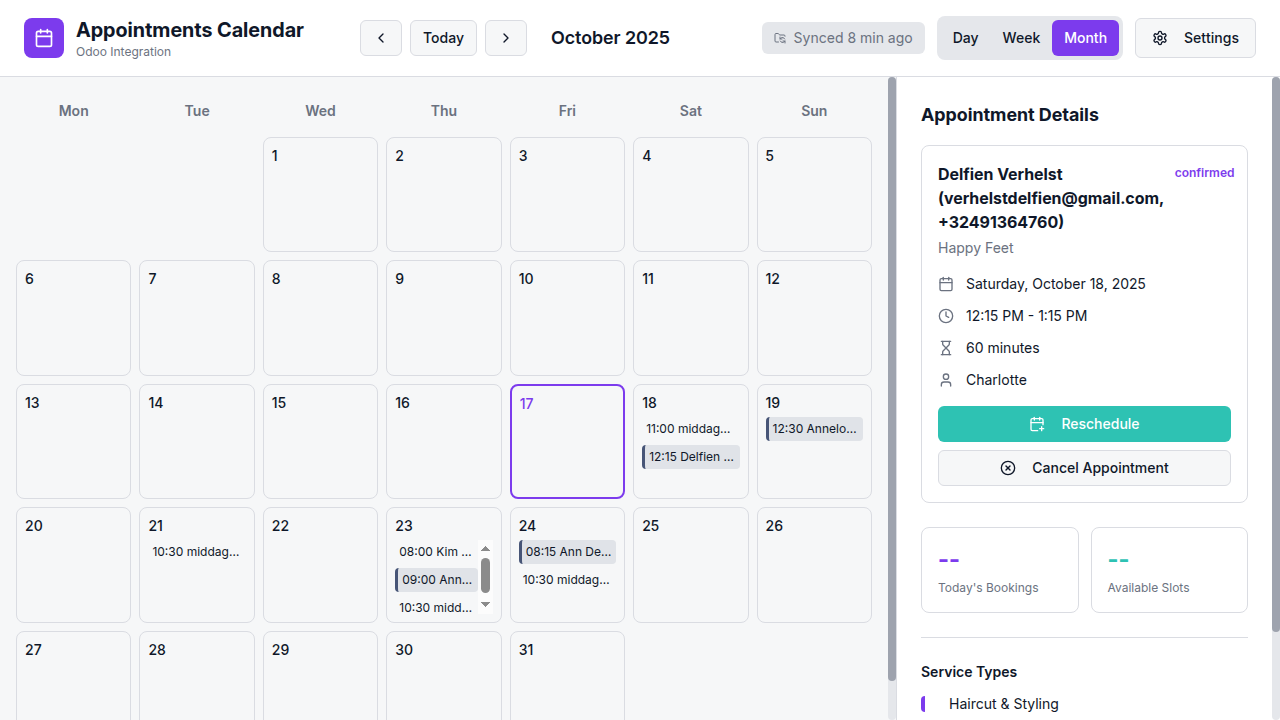 Appointments Calendar
Odoo Integration
Today
October 2025
Synced 8 min ago
Day
Week
Month
Settings
Mon
Tue
Wed
Thu
Fri
Sat
Sun
1
2
3
4
5
6
7
8
9
10
11
12
13
14
15
16
17
18
11:00 middag...
12:15 Delfien ...
19
12:30 Annelo...
20
21
10:30 middag...
22
23
08:00 Kim ...
09:00 Ann...
10:30 midd...
24
08:15 Ann De...
10:30 middag...
25
26
27
28
29
30
31
Appointment Details
Delfien Verhelst
confirmed
(verhelstdelfien@gmail.com,
+32491364760)
Happy Feet
Saturday, October 18, 2025
12:15 PM - 1:15 PM
60 minutes
Charlotte
Reschedule
Cancel Appointment
--
Today's Bookings
--
Available Slots
Service Types
Haircut & Styling